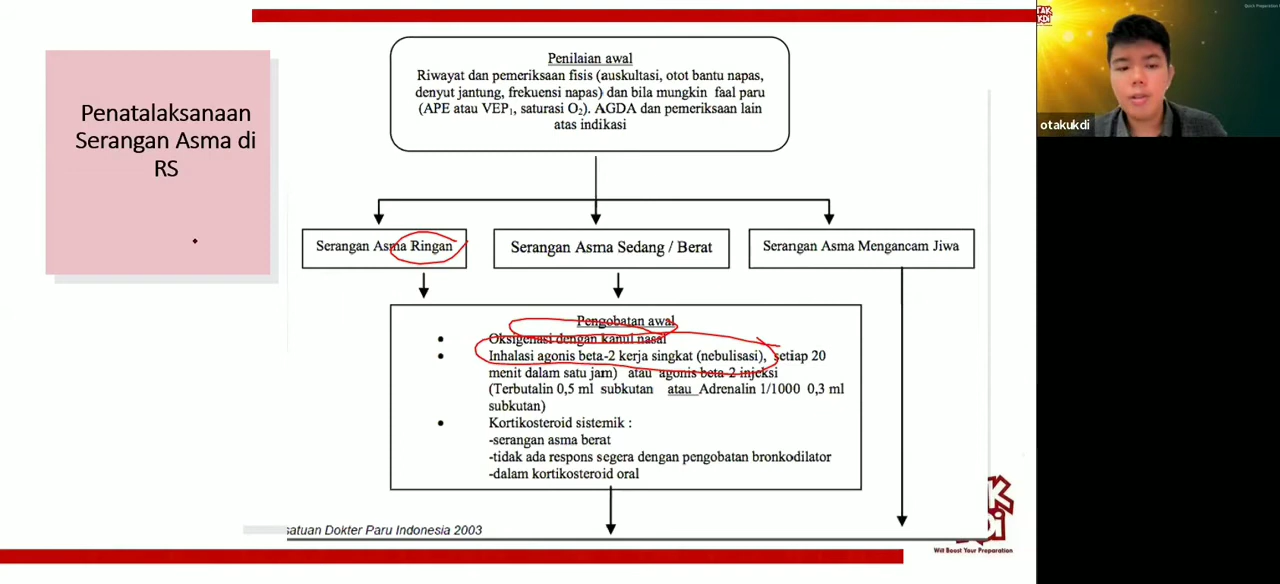 Penatalaksanaan
Serangan Asma di
RS
Penilaian awal
Riwayat dan pemeriksaan fisis (auskultasi, otot bantu napas,
denyut jantung, frekuensi napas) dan bila mungkin faal paru
(APE atau VEP₁, saturasi O₂). AGDA dan pemeriksaan lain
atas indikasi
Serangan Asma Ringan
Serangan Asma Sedang / Berat
Serangan Asma Mengancam Jiwa
Pengobatan awal
• Oksigenasi dengan kanul nasal
• Inhalasi agonis beta-2 kerja singkat (nebulisasi), setiap 20
menit dalam satu jam) atau agonis beta-2 injeksi
(Terbutalin 0,5 ml subkutan atau Adrenalin 1/1000 0,3 ml
subkutan)
• Kortikosteroid sistemik :
-serangan asma berat
-tidak ada respons segera dengan pengobatan bronkodilator
-dalam kortikosteroid oral
Dokter Paru Indonesia 2003
Will Boost Your Preparation
otakukdi